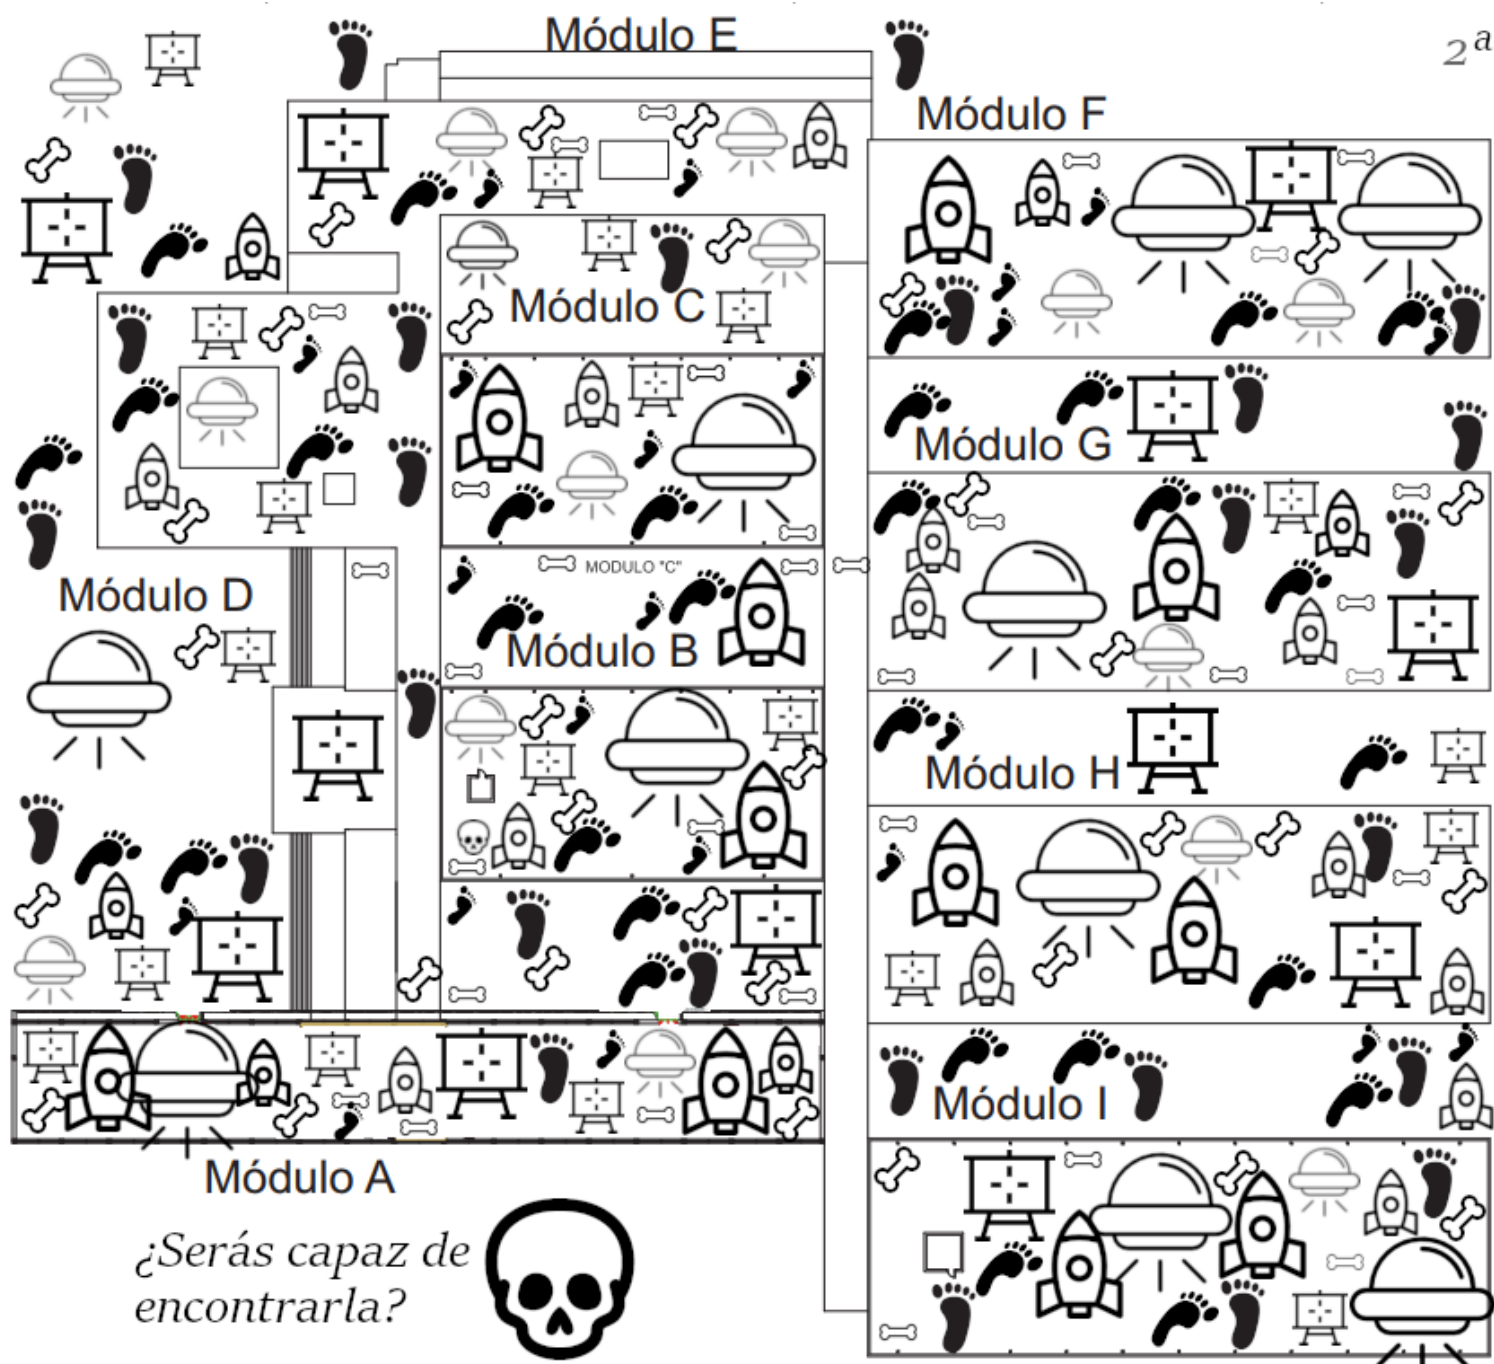 Módulo E
2ª
Módulo F
Módulo C
Módulo G
MODULO "C"
Módulo D
Módulo B
Módulo H
Módulo I
Módulo A
¿Serás capaz de
encontrarla?